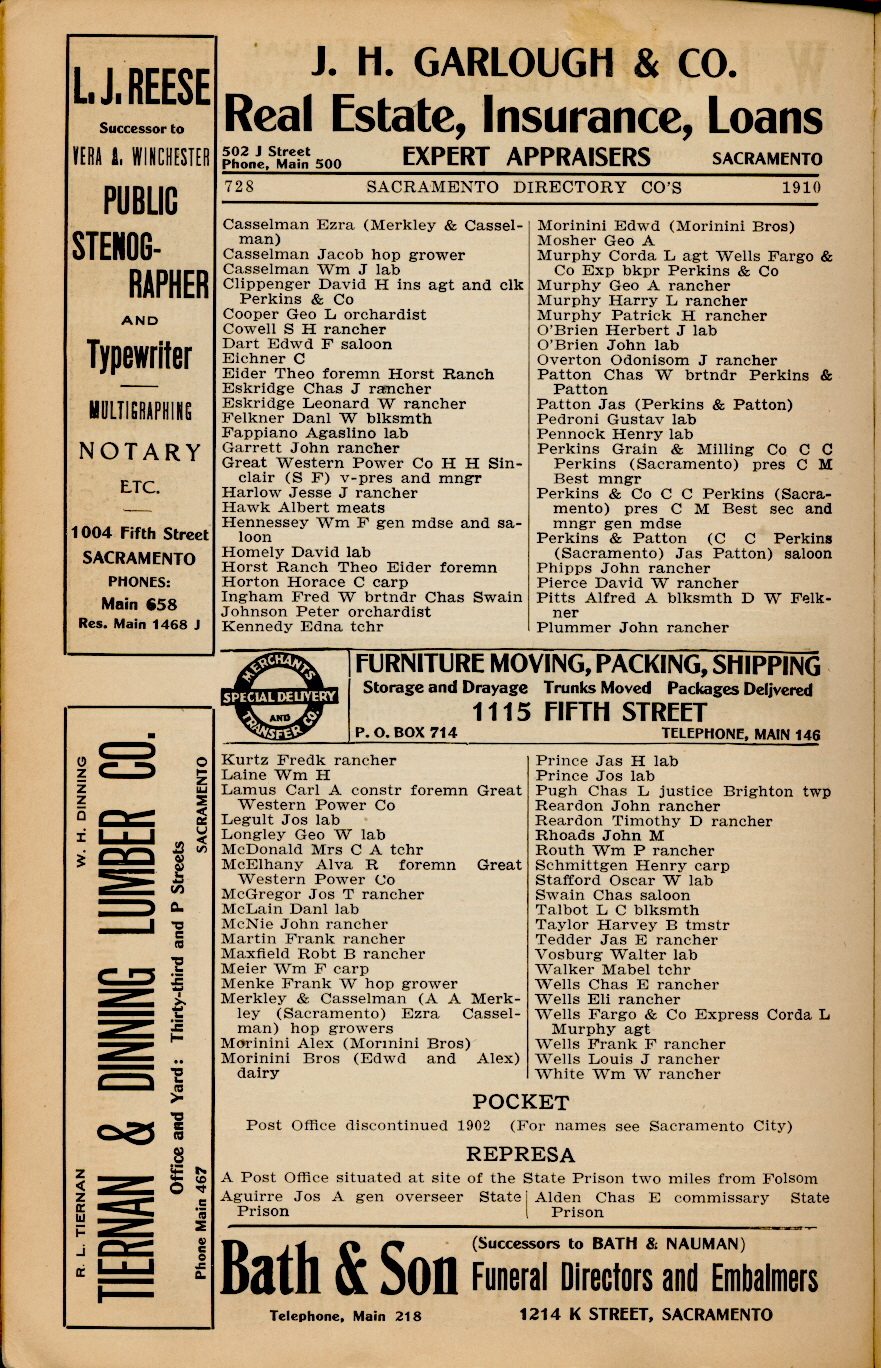 L. J. REESE
Successor to
VERA A. WINCHESTER
PUBLIC
STENOG-
RAPHER
AND
Typewriter
MULTIGRAPHING
NOTARY
ETC.
1004 Fifth Street
SACRAMENTO
PHONES:
Main 658
Res. Main 1468 J
J. H. GARLOUGH & CO.
Real Estate, Insurance, Loans
502 J Street
Phone, Main 500
EXPERT APPRAISERS
SACRAMENTO
728 SACRAMENTO DIRECTORY CO'S 1910
Casselman Ezra (Merkley & Cassel-
man)
Casselman Jacob hop grower
Casselman Wm J lab
Clippenger David H ins agt and clk
Perkins & Co
Cooper Geo L orchardist
Cowell S H rancher
Dart Edwd F saloon
Eichner C
Eider Theo foremn Horst Ranch
Eskridge Chas J rancher
Eskridge Leonard W rancher
Felkner Danl W blksmth
Fappiano Agaslino lab
Garrett John rancher
Great Western Power Co H H Sin-
clair (S F) v-pres and mngr
Harlow Jesse J rancher
Hawk Albert meats
Hennessey Wm F gen mdse and sa-
loon
Homely David lab
Horst Ranch Theo Eider foremn
Horton Horace C carp
Ingham Fred W brtndr Chas Swain
Johnson Peter orchardist
Kennedy Edna tchr
Morinini Edwd (Morinini Bros)
Mosher Geo A
Murphy Corda L agt Wells Fargo &
Co Exp bkpr Perkins & Co
Murphy Geo A rancher
Murphy Harry L rancher
Murphy Patrick H rancher
O'Brien Herbert J lab
O'Brien John lab
Overton Odonisom J rancher
Patton Chas W brtndr Perkins &
Patton
Patton Jas (Perkins & Patton)
Pedroni Gustav lab
Pennock Henry lab
Perkins Grain & Milling Co C C
Perkins (Sacramento) pres C M
Best mngr
Perkins & Co C C Perkins (Sacra-
mento) pres C M Best sec and
mngr gen mdse
Perkins & Patton (C C Perkins
(Sacramento) Jas Patton) saloon
Phipps John rancher
Pierce David W rancher
Pitts Alfred A blksmth D W Felk-
ner
Plummer John rancher
MERCHANTS
SPECIAL DELIVERY
AND
TRANSFER CO.
FURNITURE MOVING, PACKING, SHIPPING
Storage and Drayage Trunks Moved Packages Delivered
1115 FIFTH STREET
P. O. BOX 714 TELEPHONE, MAIN 146
Kurtz Fredk rancher
Laine Wm H
Lamus Carl A constr foremn Great
Western Power Co
Legult Jos lab
Longley Geo W lab
McDonald Mrs C A tchr
McElhany Alva R foremn Great
Western Power Co
McGregor Jos T rancher
McLain Danl lab
McNie John rancher
Martin Frank rancher
Maxfield Robt B rancher
Meier Wm F carp
Menke Frank W hop grower
Merkley & Casselman (A A Merk-
ley (Sacramento) Ezra Cassel-
man) hop growers
Morinini Alex (Morinini Bros)
Morinini Bros (Edwd and Alex)
dairy
Prince Jas H lab
Prince Jos lab
Pugh Chas L justice Brighton twp
Reardon John rancher
Reardon Timothy D rancher
Rhoads John M
Routh Wm P rancher
Schmittgen Henry carp
Stafford Oscar W lab
Swain Chas saloon
Talbot L C blksmth
Taylor Harvey B tmstr
Tedder Jas E rancher
Vosburg Walter lab
Walker Mabel tchr
Wells Chas E rancher
Wells Eli rancher
Wells Fargo & Co Express Corda L
Murphy agt
Wells Frank F rancher
Wells Louis J rancher
White Wm W rancher
POCKET
Post Office discontinued 1902 (For names see Sacramento City)
REPRESA
A Post Office situated at site of the State Prison two miles from Folsom
Aguirre Jos A gen overseer State
Prison
Alden Chas E commissary State
Prison
R. L. TIERNAN W. H. DINNING
TIERNAN & DINNING LUMBER CO.
Office and Yard: Thirty-third and P Streets
Phone Main 467 SACRAMENTO
Bath & Son
(Successors to BATH & NAUMAN)
Funeral Directors and Embalmers
Telephone, Main 218 1214 K STREET, SACRAMENTO